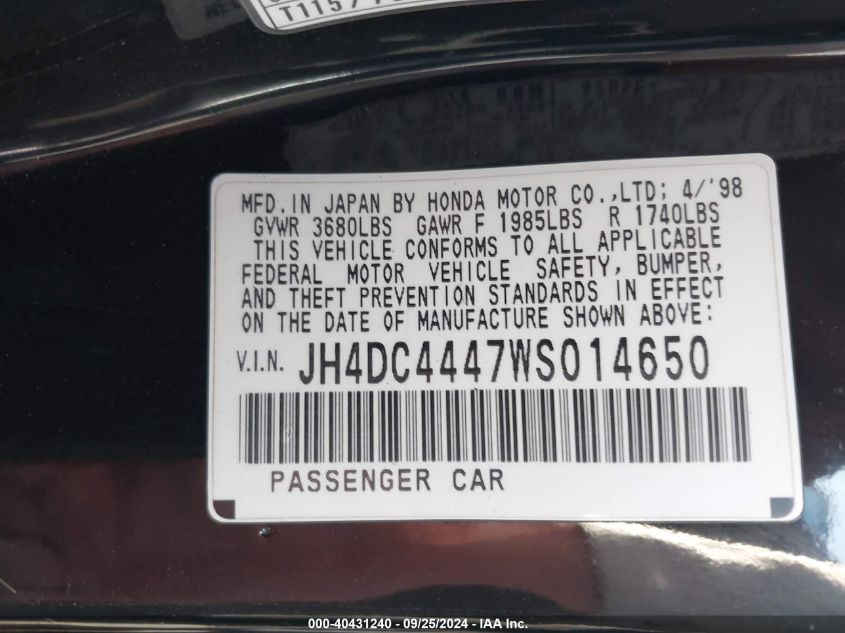 T1157
MFD. IN JAPAN BY HONDA MOTOR CO.,LTD; 4/'98
GVWR 3680LBS GAWR F 1985LBS R 1740LBS
THIS VEHICLE CONFORMS TO ALL APPLICABLE
FEDERAL MOTOR VEHICLE SAFETY, BUMPER,
AND THEFT PREVENTION STANDARDS IN EFFECT
ON THE DATE OF MANUFACTURE SHOWN ABOVE:
V.I.N. JH4DC4447WS014650
PASSENGER CAR
000-40431240 - 09/25/2024 - IAA Inc.